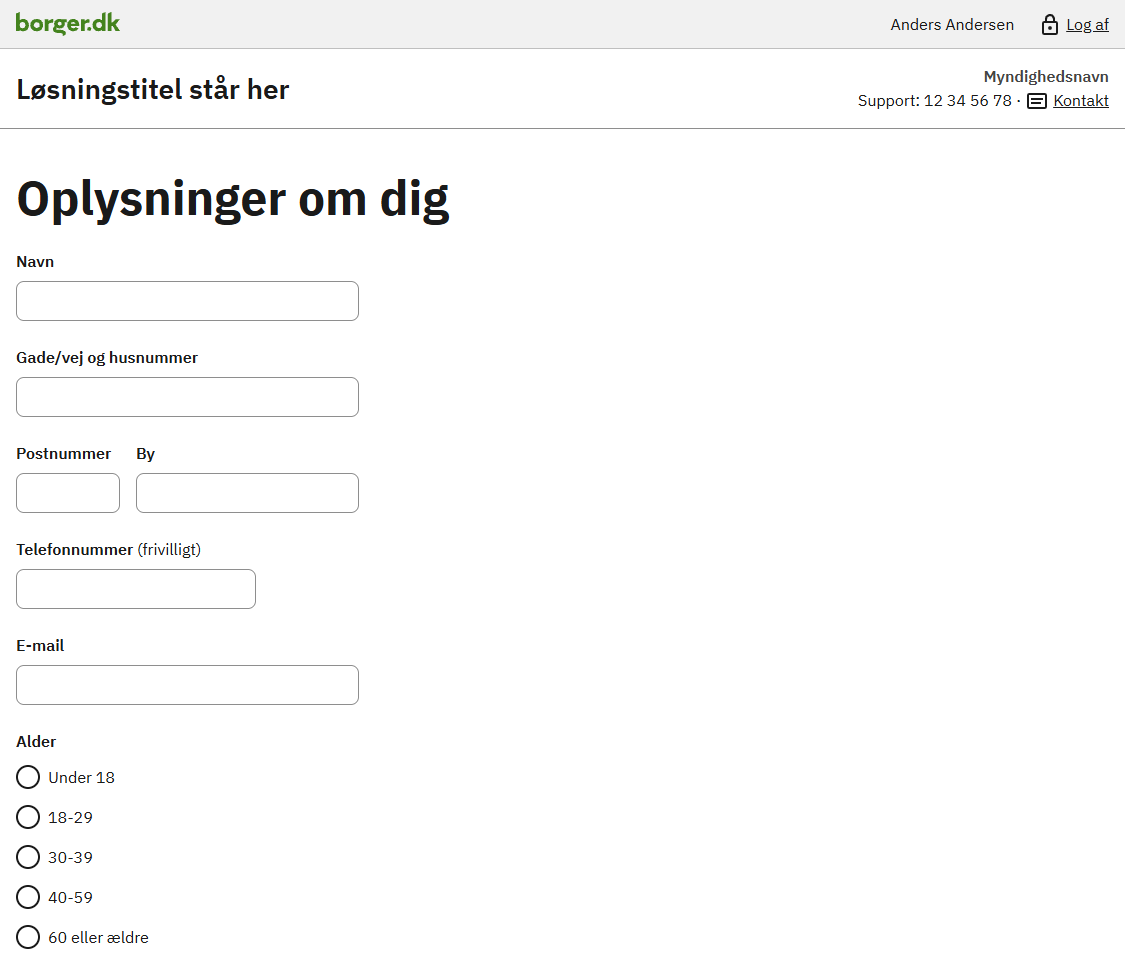 borger.dk Anders Andersen Log af
Løsningstitel står her
Myndighedsnavn
Support: 12 34 56 78 · Kontakt
Oplysninger om dig
Navn
Gade/vej og husnummer
Postnummer By
Telefonnummer (frivilligt)
E-mail
Alder
Under 18
18-29
30-39
40-59
60 eller ældre